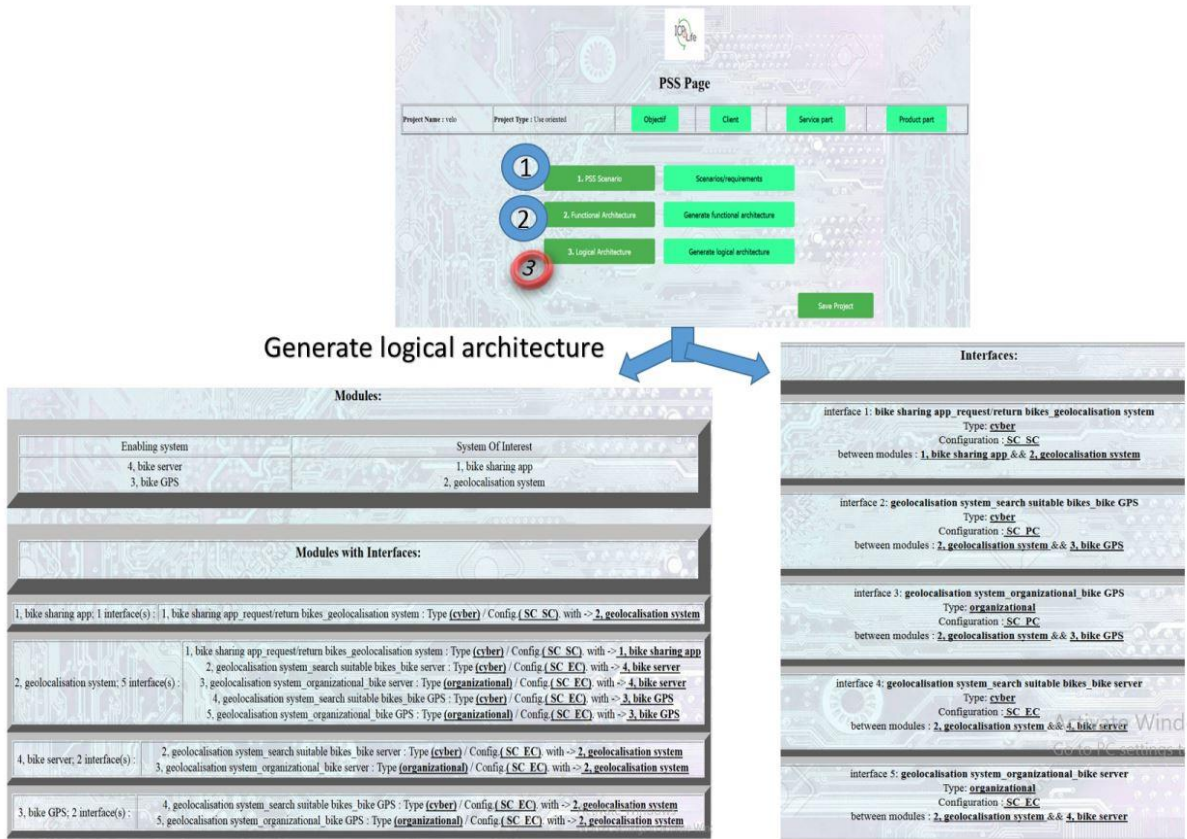 ICP4Life
PSS Page
Project Name : velo Project Type : Use oriented Objectif Client Service part Product part
1
1. PSS Scenario Scenarios/requirements
2
2. Functional Architecture Generate functional architecture
3
3. Logical Architecture Generate logical architecture
Save Project
Generate logical architecture
Modules:
Enabling system System Of Interest
4, bike server 1, bike sharing app
3, bike GPS 2, geolocalisation system
Modules with Interfaces:
1, bike sharing app; 1 interface(s) : 1, bike sharing app_request/return bikes_geolocalisation system : Type (cyber) / Config.( SC_SC). with -> 2, geolocalisation system
2, geolocalisation system; 5 interface(s) :
1, bike sharing app_request/return bikes_geolocalisation system : Type (cyber) / Config.( SC_SC). with -> 1, bike sharing app
2, geolocalisation system_search suitable bikes_bike server : Type (cyber) / Config.( SC_EC). with -> 4, bike server
3, geolocalisation system_organizational_bike server : Type (organizational) / Config.( SC_EC). with -> 4, bike server
4, geolocalisation system_search suitable bikes_bike GPS : Type (cyber) / Config.( SC_EC). with -> 3, bike GPS
5, geolocalisation system_organizational_bike GPS : Type (organizational) / Config.( SC_EC). with -> 3, bike GPS
4, bike server; 2 interface(s) :
2, geolocalisation system_search suitable bikes_bike server : Type (cyber) / Config.( SC_EC). with -> 2, geolocalisation system
3, geolocalisation system_organizational_bike server : Type (organizational) / Config.( SC_EC). with -> 2, geolocalisation system
3, bike GPS; 2 interface(s) :
4, geolocalisation system_search suitable bikes_bike GPS : Type (cyber) / Config.( SC_EC). with -> 2, geolocalisation system
5, geolocalisation system_organizational_bike GPS : Type (organizational) / Config.( SC_EC). with -> 2, geolocalisation system
Interfaces:
interface 1: bike sharing app_request/return bikes_geolocalisation system
Type: cyber
Configuration : SC_SC
between modules : 1, bike sharing app && 2, geolocalisation system
interface 2: geolocalisation system_search suitable bikes_bike GPS
Type: cyber
Configuration : SC_PC
between modules : 2, geolocalisation system && 3, bike GPS
interface 3: geolocalisation system_organizational_bike GPS
Type: organizational
Configuration : SC_PC
between modules : 2, geolocalisation system && 3, bike GPS
interface 4: geolocalisation system_search suitable bikes_bike server
Type: cyber
Configuration : SC_EC
between modules : 2, geolocalisation system && 4, bike server
Activate Wind
Go to PC settings t
interface 5: geolocalisation system_organizational_bike server
Type: organizational
Configuration : SC_EC
between modules : 2, geolocalisation system && 4, bike server